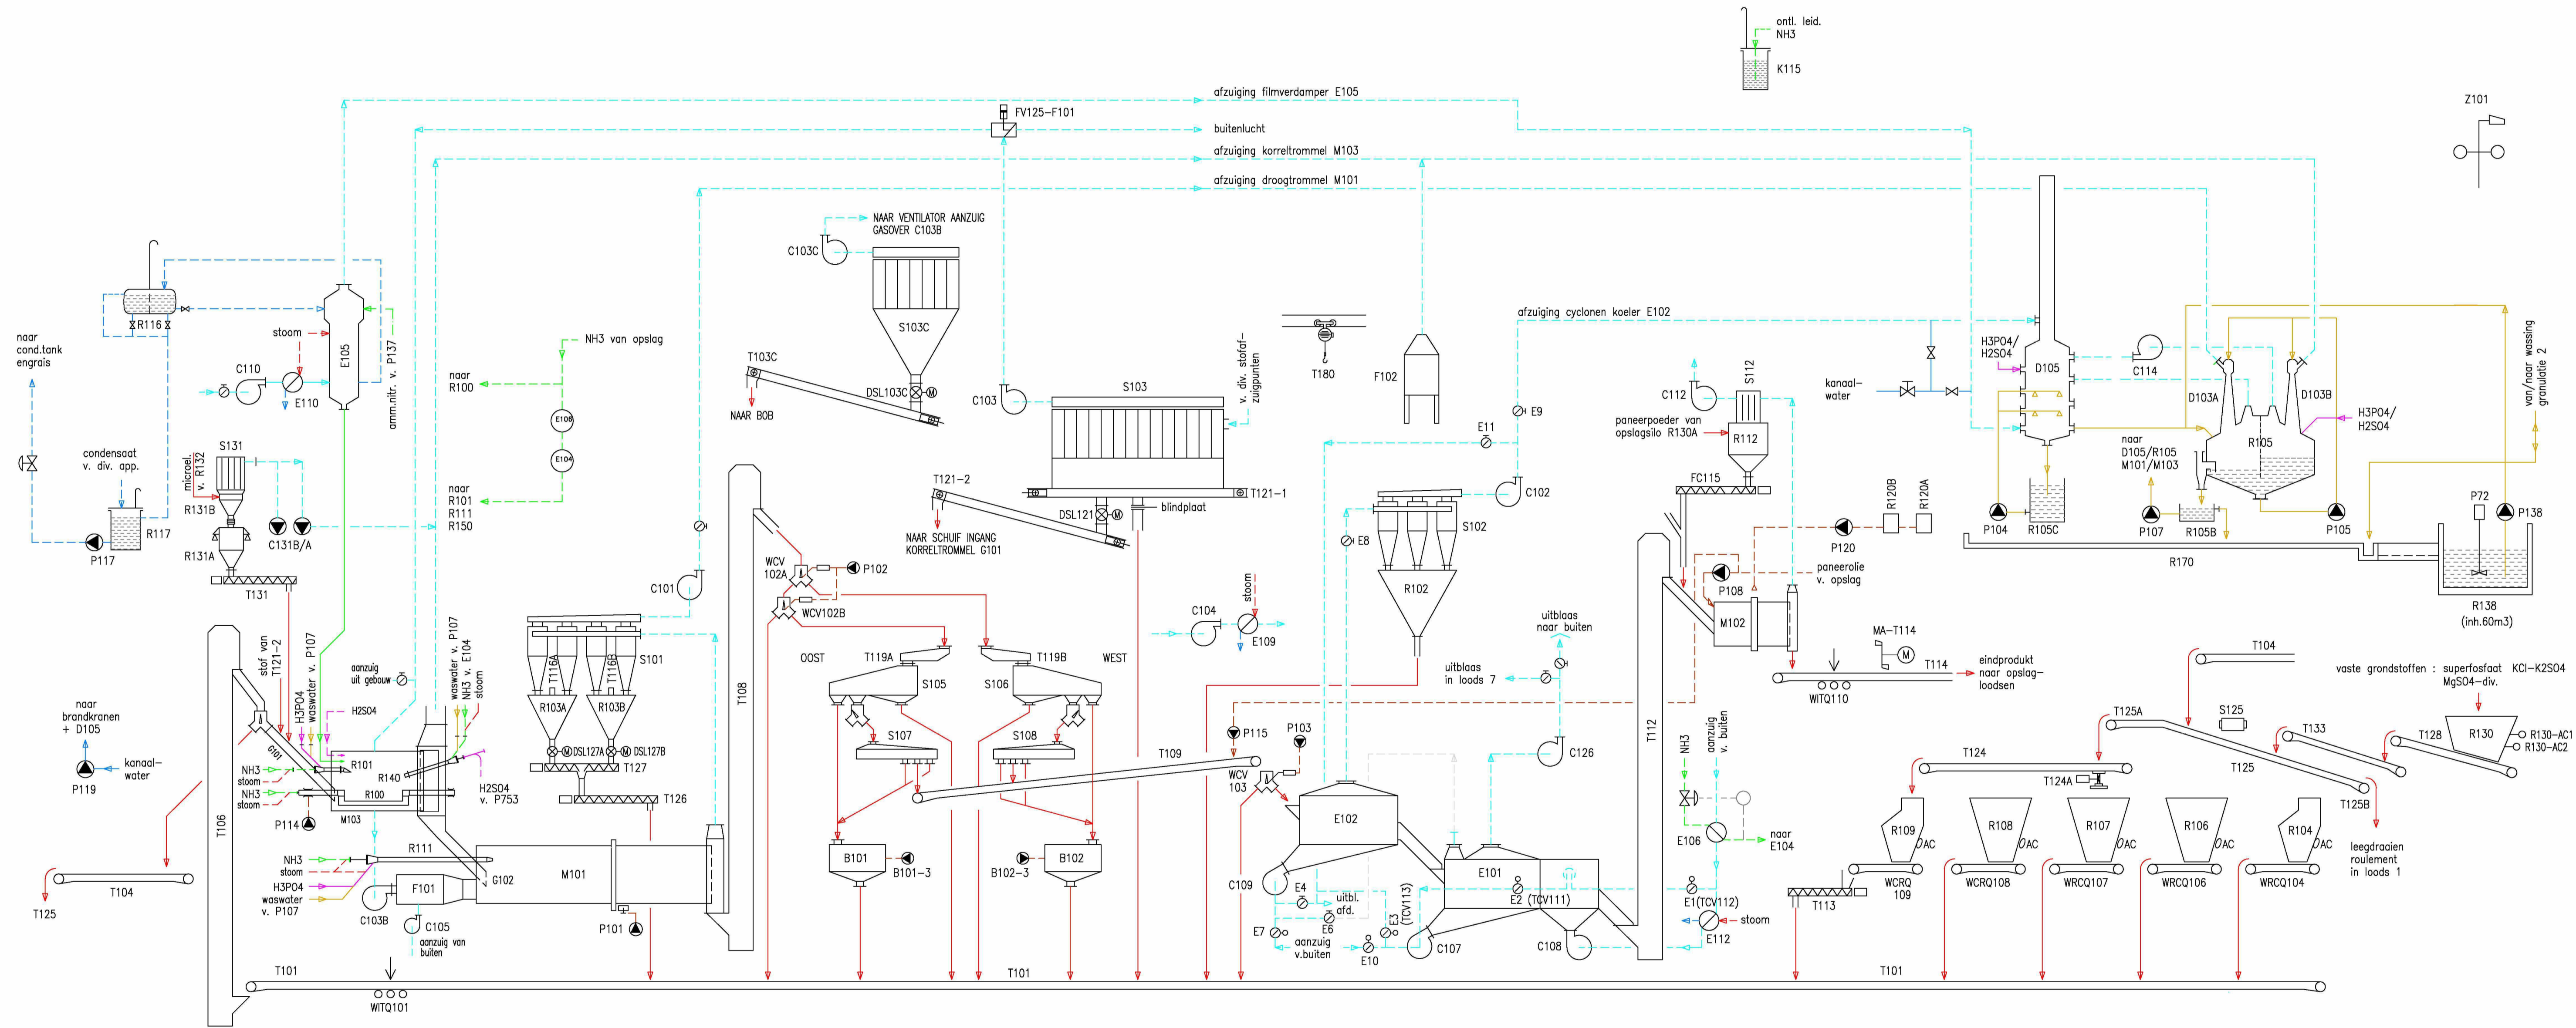 ontl. leid.
NH3
K115
Z101
afzuiging filmverdamper E105
FV125-F101
buitenlucht
afzuiging korreltrommel M103
afzuiging droogtrommel M101
NAAR VENTILATOR AANZUIG
GASOVER C103B
C103C
S103C
DSL103C
M
T103C
NAAR BOB
R116
stoom
E105
C110
E110
amm.nitr. v. P137
naar
cond.tank
engrais
condensaat
v. div. app.
R117
P117
S131
microel.
v. R132
R131B
R131A
C131B/A
T131
NH3 van opslag
naar
R100
E106
E104
naar
R101
R111
R150
C103
S103
v. div. stofaf-
zuigpunten
T121-1
T121-2
DSL121
M
blindplaat
NAAR SCHUIF INGANG
KORRELTROMMEL G101
T180
F102
afzuiging cyclonen koeler E102
E9
E11
C102
E8
S102
R102
C104
stoom
E109
C112
S112
paneerpoeder van
opslagsilo R130A
R112
FC115
R120B
R120A
P120
P108
paneerolie
v. opslag
M102
MA-T114
M
T114
eindprodukt
naar opslag-
loodsen
WITQ110
kanaal-
water
H3PO4/
H2SO4
D105
C114
D103A
D103B
H3PO4/
H2SO4
R105
naar
D105/R105
M101/M103
P104
R105C
P107
R105B
P105
van/naar wassing
granulatie 2
P72
P138
R170
R138
(inh.60m3)
T104
vaste grondstoffen : superfosfaat KCl-K2SO4
MgSO4-div.
T125A
S125
T133
T128
R130
R130-AC1
R130-AC2
T124
T124A
T125
T125B
leegdraaien
roulement
in loods 1
R109
AC
R108
AC
R107
AC
R106
AC
R104
AC
WCRQ
109
WCRQ108
WRCQ107
WRCQ106
WRCQ104
T113
T101
C101
T108
WCV
102A
P102
WCV102B
OOST
WEST
T119A
T119B
S105
S106
S107
S108
T109
B101
B101-3
B102
B102-3
S101
T116A
T116B
R103A
R103B
M
DSL127A
M
DSL127B
T127
T126
naar
brandkranen
+ D105
kanaal-
water
P119
T106
T104
T125
stof van
T121-2
H3PO4
waswater v. P107
H2SO4
aanzuig
uit gebouw
waswater v. P107
NH3 v. E104
stoom
G101
R101
R140
R100
M103
NH3
stoom
NH3
stoom
P114
H2SO4
v. P753
NH3
stoom
H3PO4
waswater
v. P107
R111
G102
M101
F101
C103B
C105
aanzuig van
buiten
P101
T101
WITQ101
T101
uitblaas
naar buiten
uitblaas
in loods 7
P115
P103
WCV
103
E102
C126
C109
E4
uitbl.
afd.
E6
E7
E3
(TCV113)
aanzuig
v.buiten
E10
C107
E101
E2 (TCV111)
C108
T112
NH3
aanzuig
v. buiten
E106
naar
E104
E1(TCV112)
stoom
E112